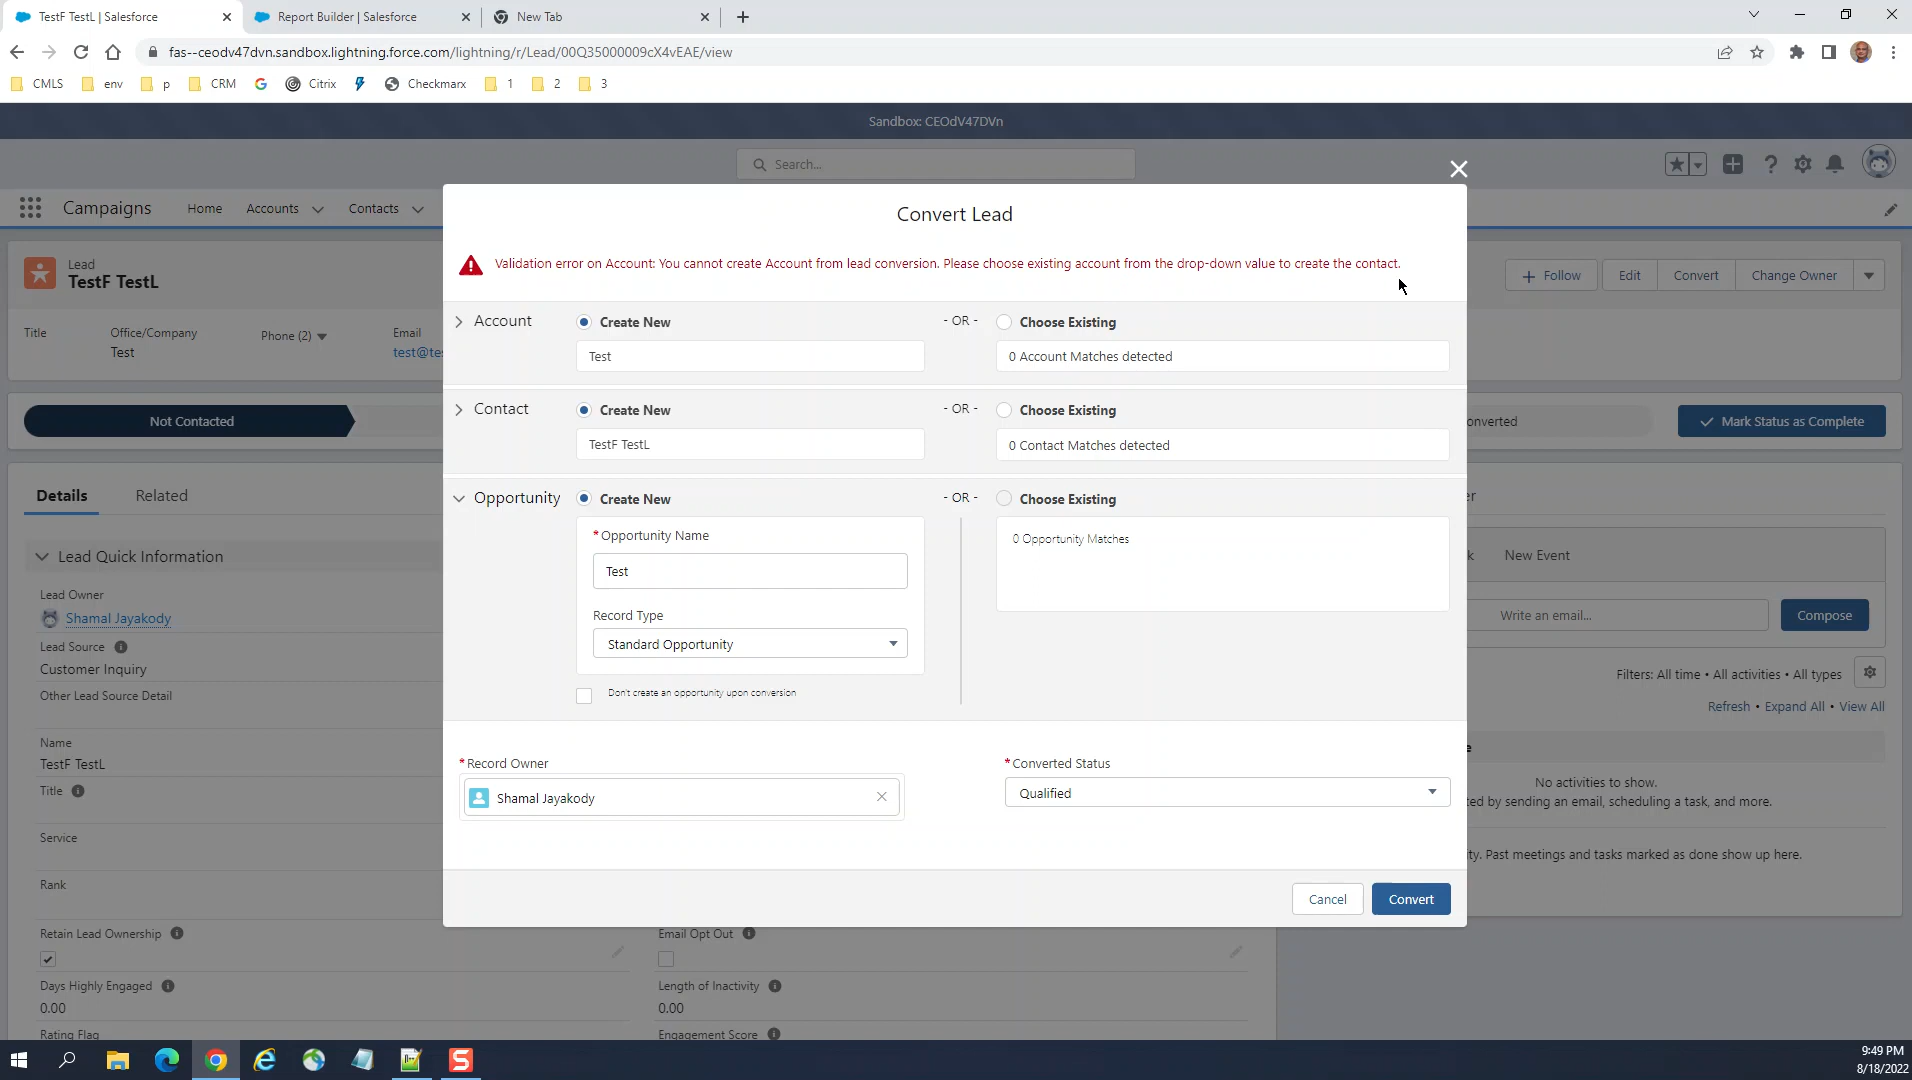 TestF TestL | Salesforce
Report Builder | Salesforce
New Tab
fas--ceodv47dvn.sandbox.lightning.force.com/lightning/r/Lead/00Q35000009cX4vEAE/view
CMLS env p CRM Citrix Checkmarx 1 2 3
Sandbox: CEOdV47DVn
Search...
Campaigns Home Accounts Contacts
Convert Lead
Validation error on Account: You cannot create Account from lead conversion. Please choose existing account from the drop-down value to create the contact.
Lead
TestF TestL
Follow Edit Convert Change Owner
Title Office/Company Phone (2) Email
Test test@te
Account Create New - OR - Choose Existing
Test 0 Account Matches detected
Contact Create New - OR - Choose Existing
TestF TestL 0 Contact Matches detected
Not Contacted
onverted Mark Status as Complete
Opportunity Create New - OR - Choose Existing
*Opportunity Name
Test
0 Opportunity Matches
Record Type
Standard Opportunity
Don't create an opportunity upon conversion
*Record Owner
Shamal Jayakody
*Converted Status
Qualified
Cancel Convert
Details Related
Lead Quick Information
Lead Owner
Shamal Jayakody
Lead Source
Customer Inquiry
Other Lead Source Detail
Name
TestF TestL
Title
Service
Rank
Retain Lead Ownership Email Opt Out
Days Highly Engaged Length of Inactivity
0.00 0.00
Rating Flag Engagement Score
er
k New Event
Write an email... Compose
Filters: All time • All activities • All types
Refresh • Expand All • View All
e
No activities to show.
ted by sending an email, scheduling a task, and more.
ty. Past meetings and tasks marked as done show up here.
9:49 PM
8/18/2022